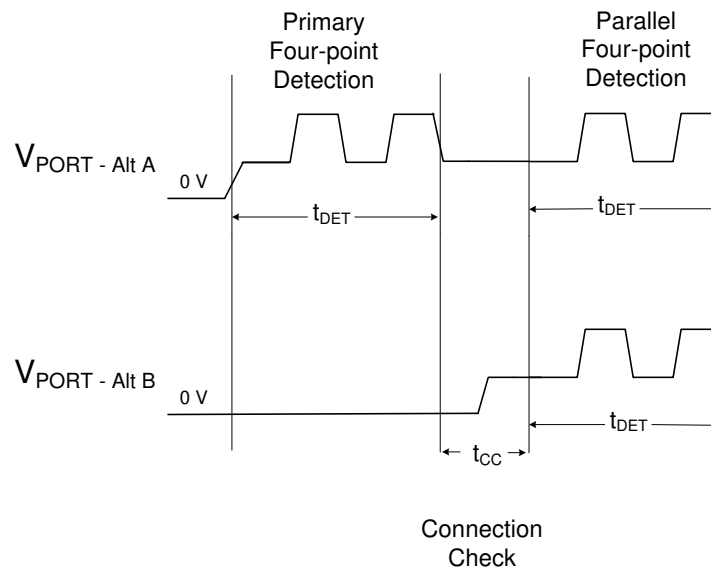 Primary
Four-point
Detection
Parallel
Four-point
Detection
VPORT - Alt A
0 V
tDET
tDET
VPORT - Alt B
0 V
tDET
tCC
Connection
Check